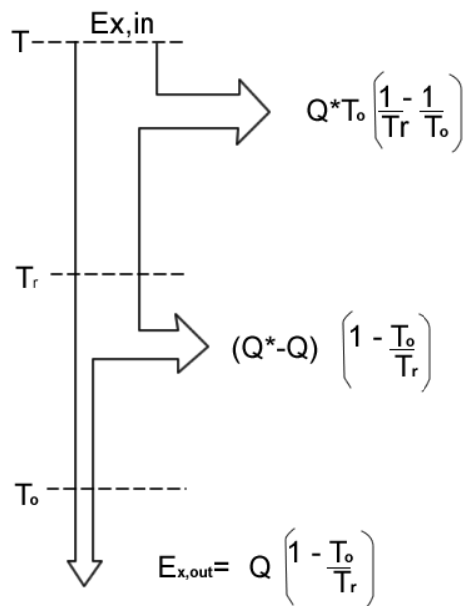 Ex,in
T
Q*To (1/Tr - 1/To)
Tr
(Q*-Q) (1 - To/Tr)
To
Ex,out= Q (1 - To/Tr)